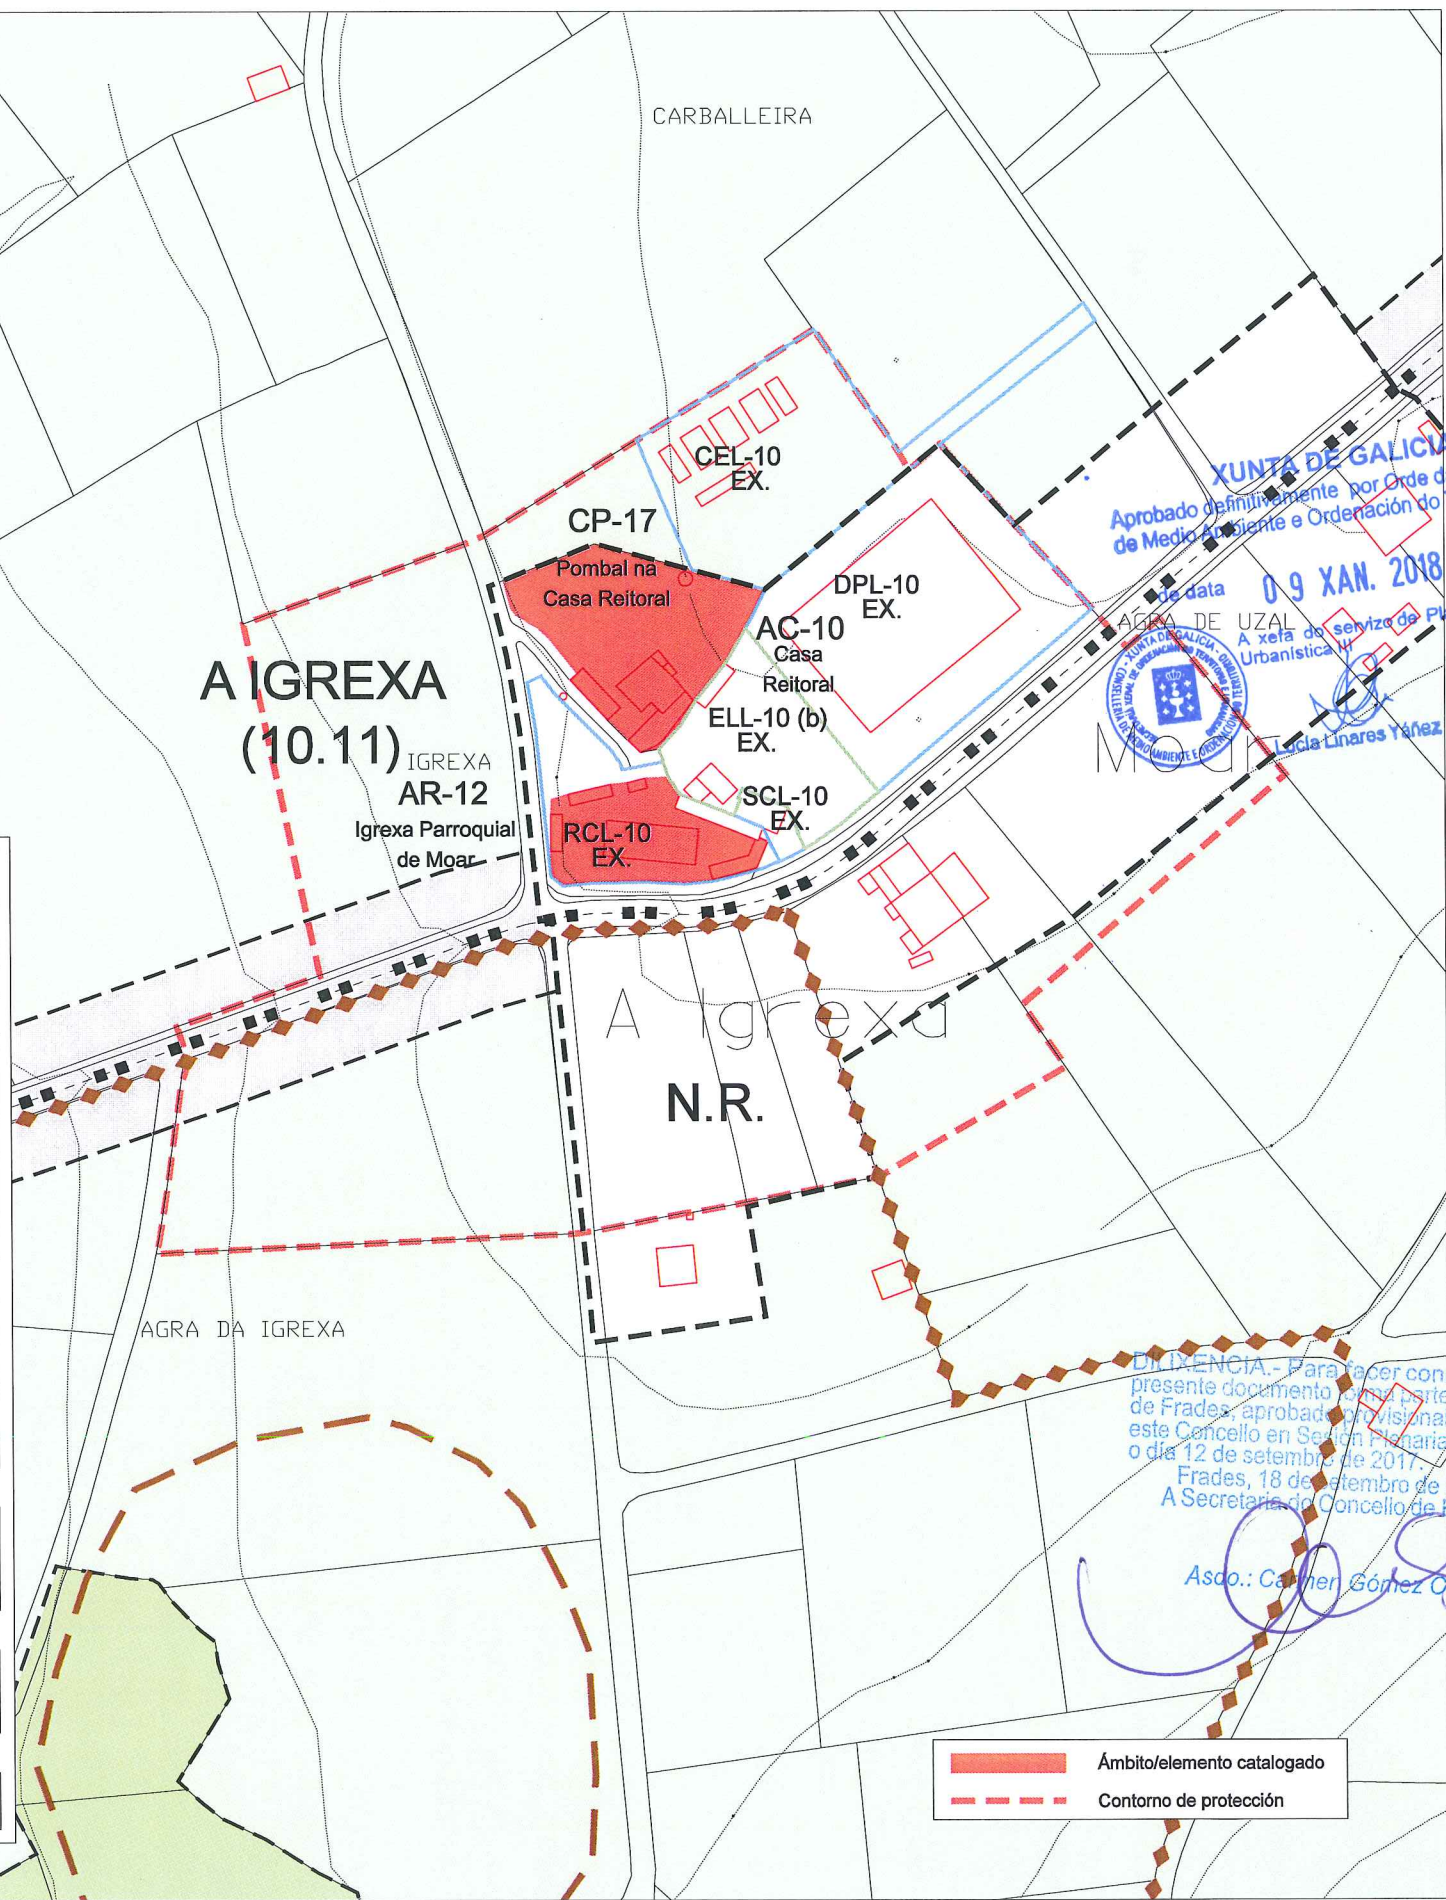 CARBALLEIRA
CEL-10
EX.
CP-17
Pombal na
Casa Reitoral
DPL-10
EX.
AC-10
Casa
Reitoral
A IGREXA
(10.11)
IGREXA
AR-12
Igrexa Parroquial
de Moar
ELL-10 (b)
EX.
SCL-10
EX.
RCL-10
EX.
XUNTA DE GALICIA
Aprobado definitivamente por Orde d
de Medio Ambiente e Ordenación do
de data 09 XAN. 2018
AGRA DE UZAL
A xefa do servizo de Pl
Urbanística III
Moar
Lucía Linares Yáñez
A Igrexa
N.R.
AGRA DA IGREXA
DILIXENCIA.- Para facer con
presente documento forma parte
de Frades, aprobado provisional
este Concello en Sesión Plenaria
o día 12 de setembro de 2017.
Frades, 18 de setembro de
A Secretaria do Concello de F
Asdo.: Carmen Gómez
Ámbito/elemento catalogado
Contorno de protección